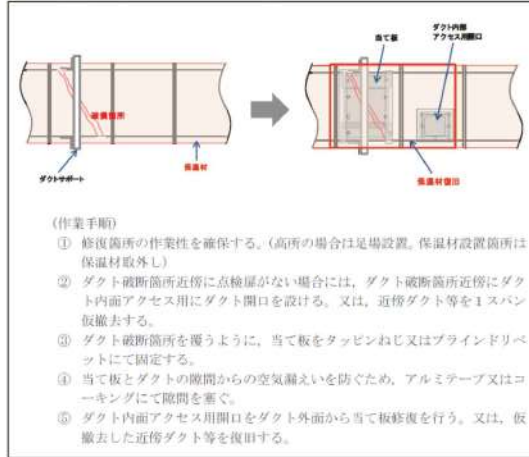 当て板
ダクト内部
アクセス用開口
破損箇所
ダクトサポート
保温材
保温材復旧
(作業手順)
① 修復箇所の作業性を確保する。(高所の場合は足場設置。保温材設置箇所は
保温材取外し)
② ダクト破断箇所近傍に点検扉がない場合には，ダクト破断箇所近傍にダク
ト内面アクセス用にダクト開口を設ける。又は，近傍ダクト等を1スパン
仮撤去する。
③ ダクト破断箇所を覆うように，当て板をタッピンねじ又はブラインドリベ
ットにて固定する。
④ 当て板とダクトの隙間からの空気漏えいを防ぐため，アルミテープ又はコ
ーキングにて隙間を塞ぐ。
⑤ ダクト内面アクセス用開口をダクト外面から当て板修復を行う。又は，仮
撤去した近傍ダクト等を復旧する。